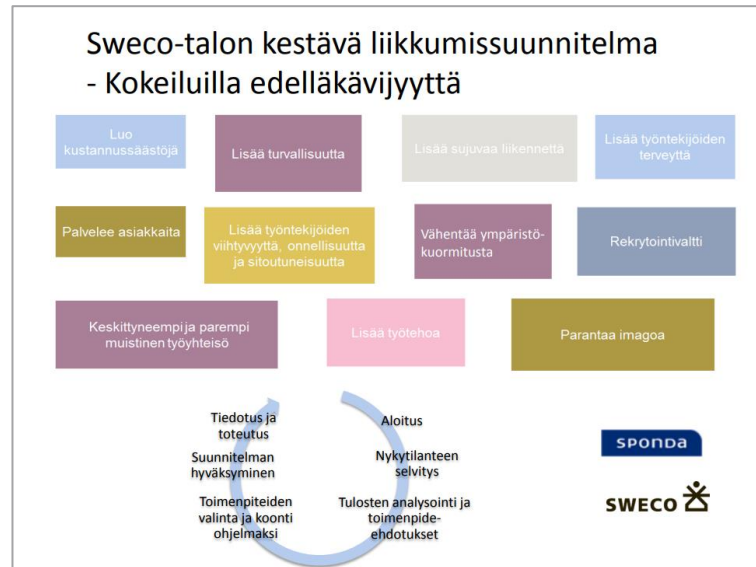 Sweco-talon kestävä liikkumissuunnitelma
- Kokeiluilla edelläkävijyyttä
Luo
kustannussäästöjä
Lisää turvallisuutta
Lisää sujuvaa liikennettä
Lisää työntekijöiden
terveyttä
Palvelee asiakkaita
Lisää työntekijöiden
viihtyvyyttä, onnellisuutta
ja sitoutuneisuutta
Vähentää ympäristö-
kuormitusta
Rekrytointivaltti
Keskittyneempi ja parempi
muistinen työyhteisö
Lisää työtehoa
Parantaa imagoa
Aloitus
Nykytilanteen
selvitys
Tulosten analysointi ja
toimenpide-
ehdotukset
Toimenpiteiden
valinta ja koonti
ohjelmaksi
Suunnitelman
hyväksyminen
Tiedotus ja
toteutus
SPONDA
SWECO